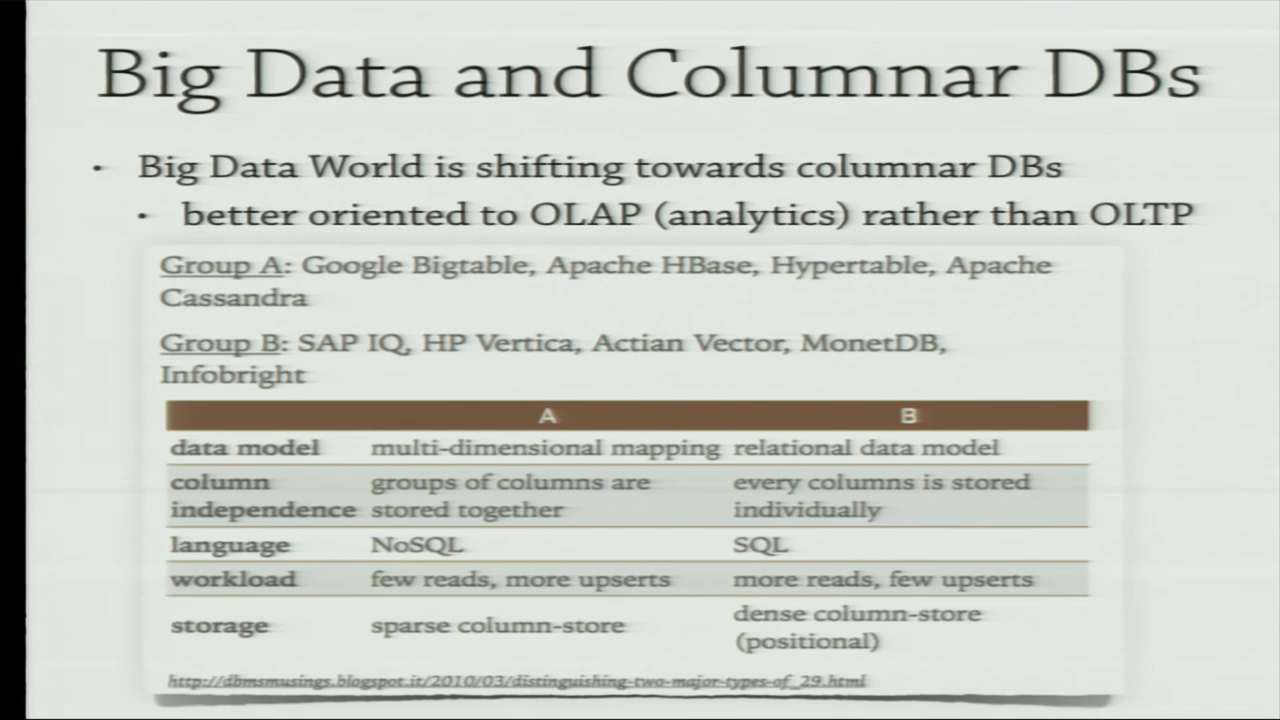 Big Data and Columnar DBs
· Big Data World is shifting towards columnar DBs
· better oriented to OLAP (analytics) rather than OLTP
Group A: Google Bigtable, Apache HBase, Hypertable, Apache
Cassandra
Group B: SAP IQ, HP Vertica, Actian Vector, MonetDB,
Infobright
A B
data model multi-dimensional mapping relational data model
column groups of columns are every columns is stored
independence stored together individually
language NoSQL SQL
workload few reads, more upserts more reads, few upserts
storage sparse column-store dense column-store
(positional)
http://dbmsmusings.blogspot.it/2010/03/distinguishing-two-major-types-of_29.html